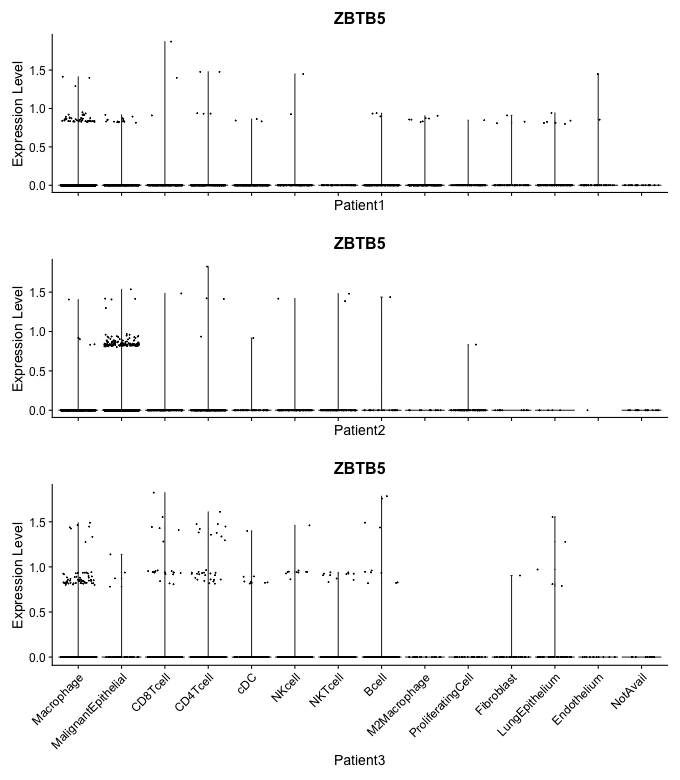 ZBTB5
Expression Level
1.5
1.0
0.5
0.0
Patient1
ZBTB5
Expression Level
1.5
1.0
0.5
0.0
Patient2
ZBTB5
Expression Level
1.5
1.0
0.5
0.0
Macrophage
MalignantEpithelial
CD8Tcell
CD4Tcell
cDC
NKcell
NKTcell
Bcell
M2Macrophage
ProliferatingCell
Fibroblast
LungEpithelium
Endothelium
NotAvail
Patient3